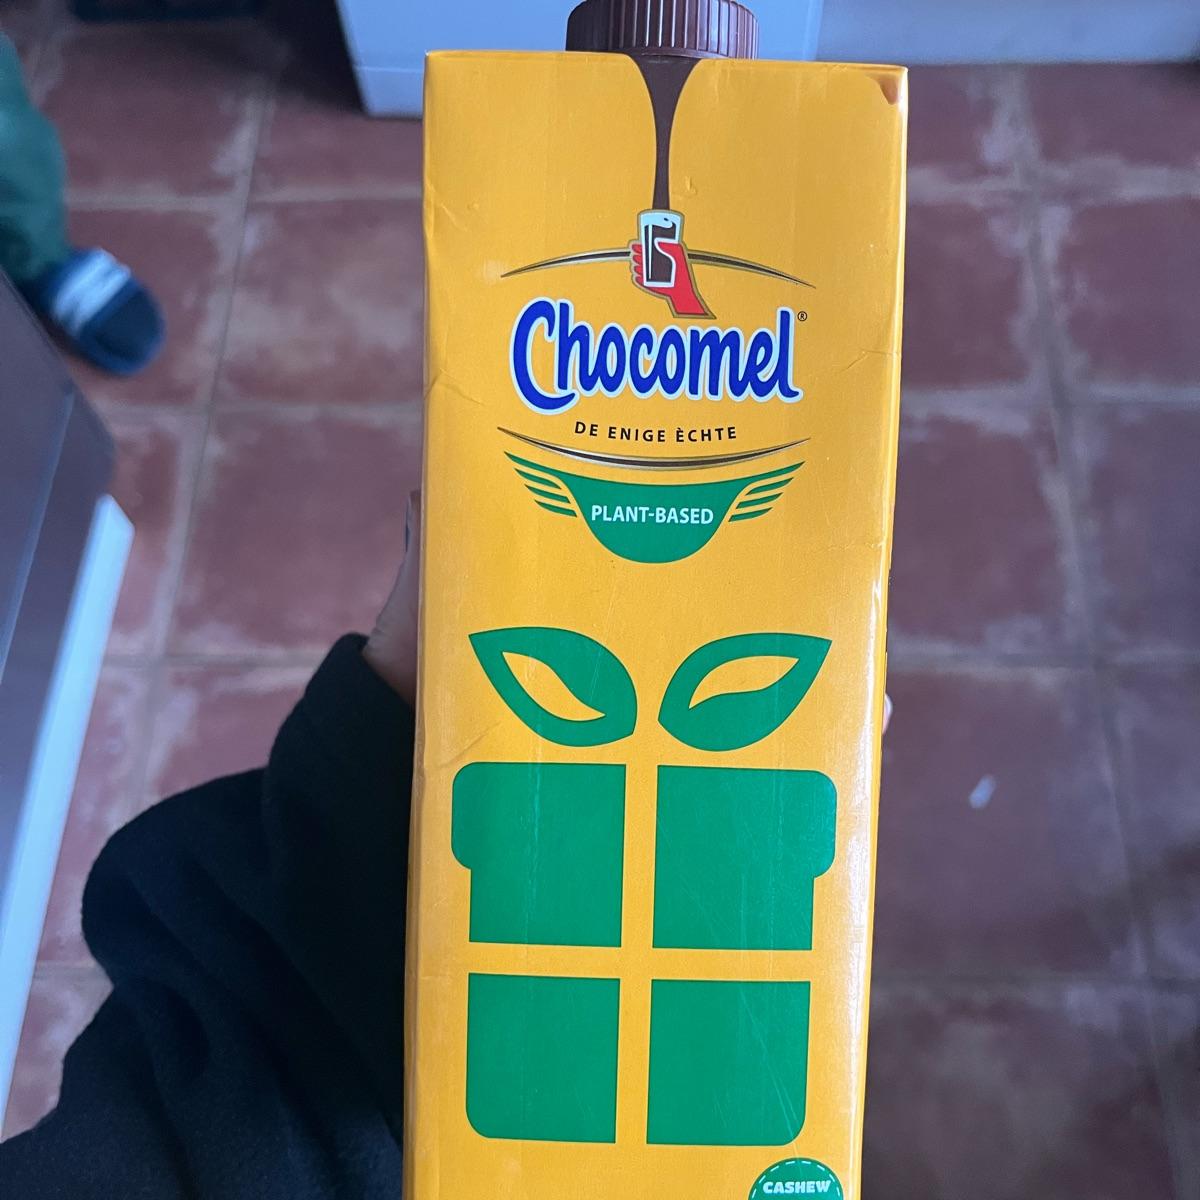 Chocomel®
DE ENIGE ÈCHTE
PLANT-BASED
CASHEW